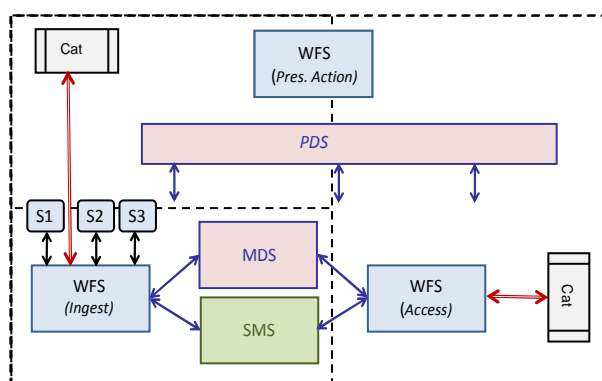 Cat
WFS
(Pres. Action)
PDS
S1
S2
S3
WFS
(Ingest)
MDS
SMS
WFS
(Access)
Cat